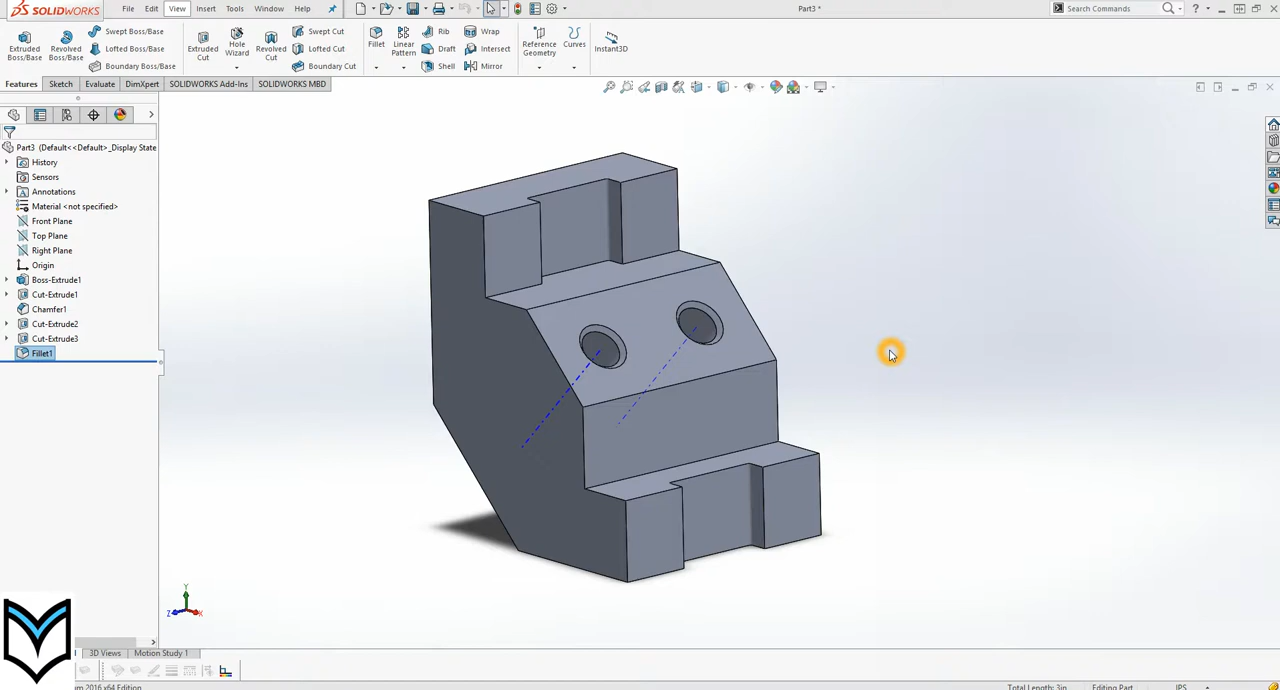 SOLIDWORKS File Edit View Insert Tools Window Help Part3 * Search Commands ?
Extruded Boss/Base Revolved Boss/Base Swept Boss/Base Lofted Boss/Base Boundary Boss/Base Extruded Cut Hole Wizard Revolved Cut Swept Cut Lofted Cut Boundary Cut Fillet Linear Pattern Rib Draft Shell Wrap Intersect Mirror Reference Geometry Curves Instant3D
Features Sketch Evaluate DimXpert SOLIDWORKS Add-Ins SOLIDWORKS MBD
Part3 (Default<<Default>_Display State
History
Sensors
Annotations
Material <not specified>
Front Plane
Top Plane
Right Plane
Origin
Boss-Extrude1
Cut-Extrude1
Chamfer1
Cut-Extrude2
Cut-Extrude3
Fillet1
Y
Z X
3D Views Motion Study 1
2016 x64 Edition Total Length: 3in Editing Part IPS